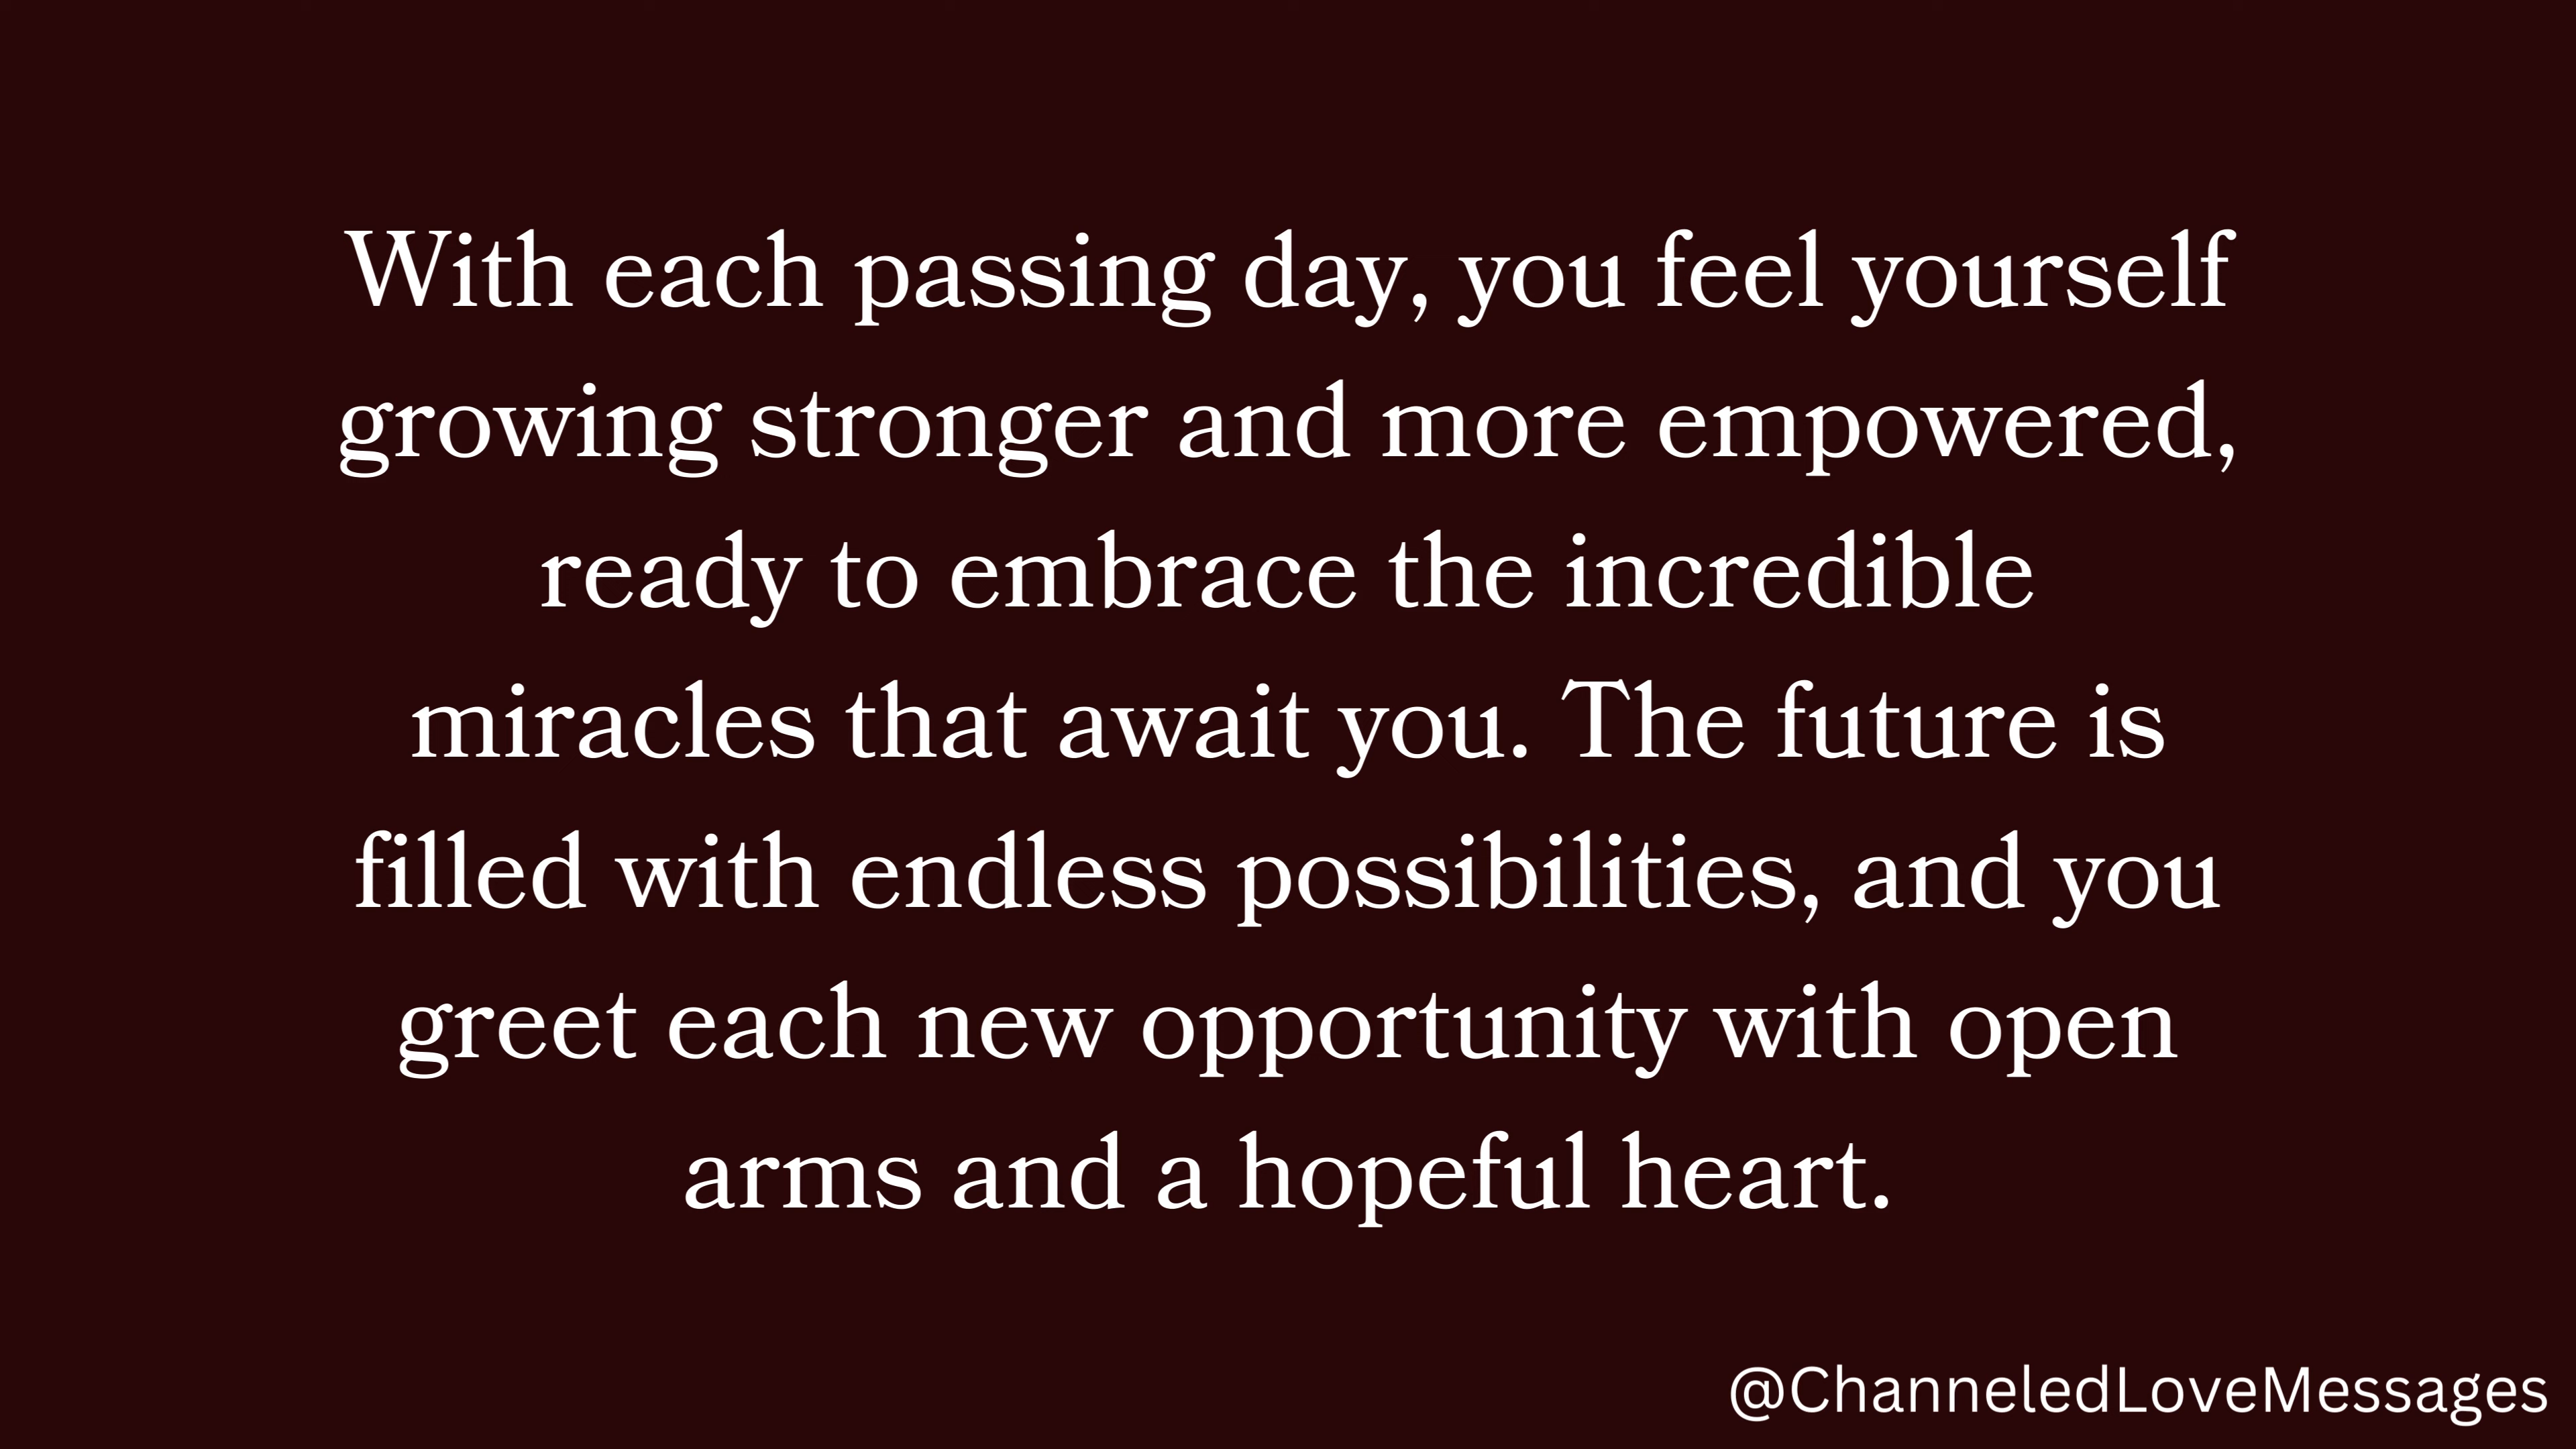 With each passing day, you feel yourself
growing stronger and more empowered,
ready to embrace the incredible
miracles that await you. The future is
filled with endless possibilities, and you
greet each new opportunity with open
arms and a hopeful heart.
@ChanneledLoveMessages